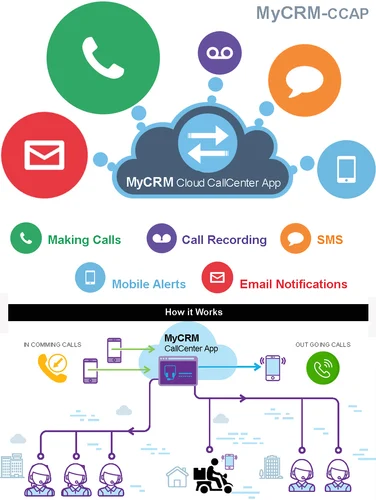 MyCRM-CCAP
MyCRM Cloud CallCenter App
Making Calls
Call Recording
SMS
Mobile Alerts
Email Notifications
How it Works
IN COMMING CALLS
MyCRM
CallCenter App
OUT GOING CALLS